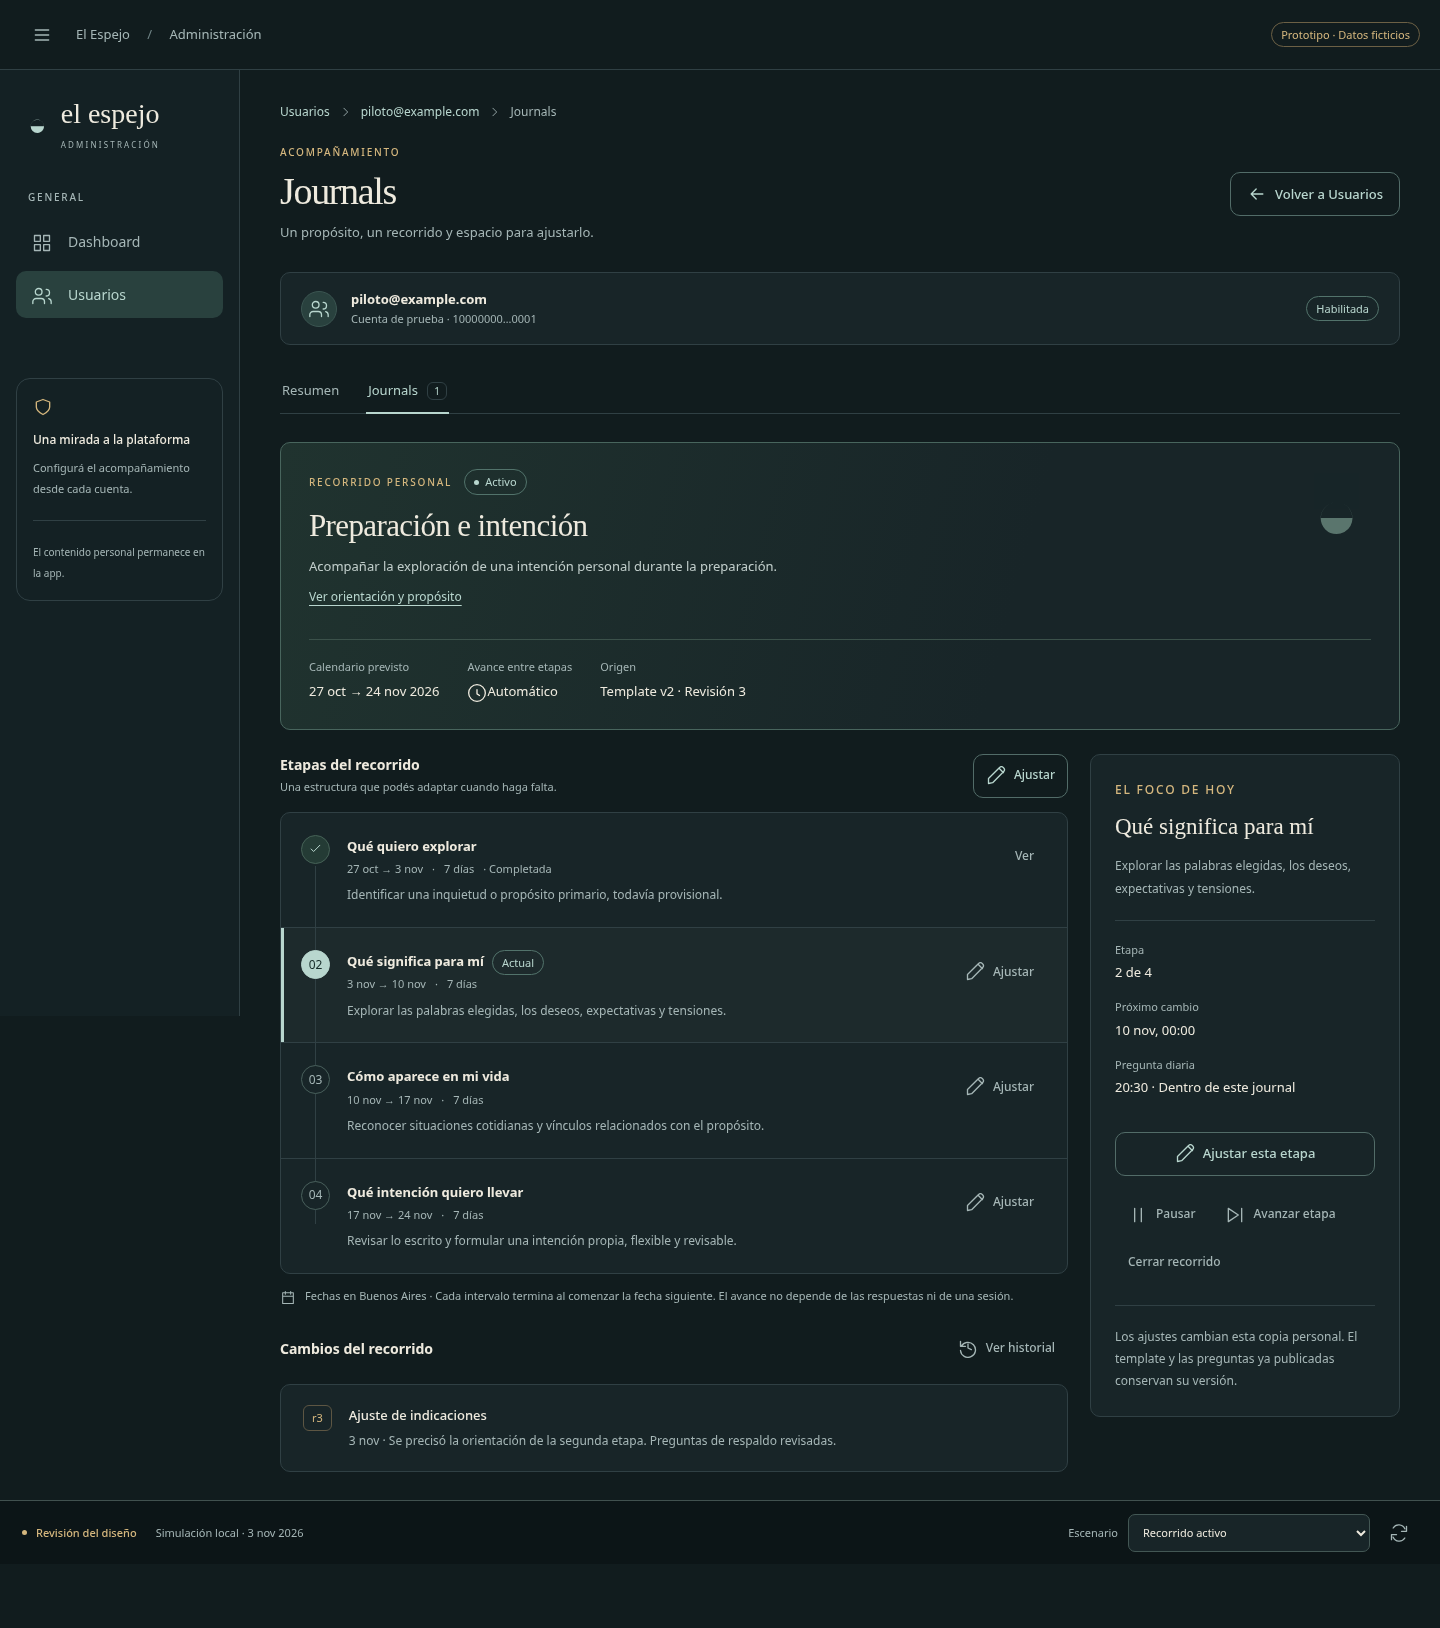 El Espejo / Administración
Prototipo · Datos ficticios
el espejo
ADMINISTRACIÓN
GENERAL
Dashboard
Usuarios
Una mirada a la plataforma
Configurá el acompañamiento
desde cada cuenta.
El contenido personal permanece en
la app.
Usuarios > piloto@example.com > Journals
ACOMPAÑAMIENTO
Journals
Volver a Usuarios
Un propósito, un recorrido y espacio para ajustarlo.
piloto@example.com
Cuenta de prueba · 10000000…0001
Habilitada
Resumen
Journals 1
RECORRIDO PERSONAL
Activo
Preparación e intención
Acompañar la exploración de una intención personal durante la preparación.
Ver orientación y propósito
Calendario previsto
27 oct → 24 nov 2026
Avance entre etapas
Automático
Origen
Template v2 · Revisión 3
Etapas del recorrido
Una estructura que podés adaptar cuando haga falta.
Ajustar
Qué quiero explorar
27 oct → 3 nov · 7 días · Completada
Identificar una inquietud o propósito primario, todavía provisional.
Ver
02
Qué significa para mí
Actual
3 nov → 10 nov · 7 días
Explorar las palabras elegidas, los deseos, expectativas y tensiones.
Ajustar
03
Cómo aparece en mi vida
10 nov → 17 nov · 7 días
Reconocer situaciones cotidianas y vínculos relacionados con el propósito.
Ajustar
04
Qué intención quiero llevar
17 nov → 24 nov · 7 días
Revisar lo escrito y formular una intención propia, flexible y revisable.
Ajustar
Fechas en Buenos Aires · Cada intervalo termina al comenzar la fecha siguiente. El avance no depende de las respuestas ni de una sesión.
Cambios del recorrido
Ver historial
r3
Ajuste de indicaciones
3 nov · Se precisó la orientación de la segunda etapa. Preguntas de respaldo revisadas.
EL FOCO DE HOY
Qué significa para mí
Explorar las palabras elegidas, los deseos,
expectativas y tensiones.
Etapa
2 de 4
Próximo cambio
10 nov, 00:00
Pregunta diaria
20:30 · Dentro de este journal
Ajustar esta etapa
Pausar
Avanzar etapa
Cerrar recorrido
Los ajustes cambian esta copia personal. El
template y las preguntas ya publicadas
conservan su versión.
Revisión del diseño
Simulación local · 3 nov 2026
Escenario
Recorrido activo